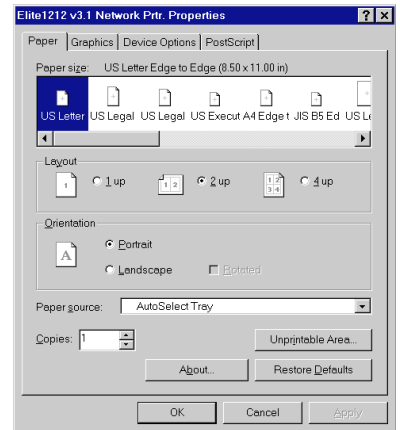 Elite1212 v3.1 Network Prtr. Properties
Paper Graphics Device Options PostScript
Paper size: US Letter Edge to Edge (8.50 x 11.00 in)
US Letter US Legal US Legal US Execut A4 Edge t JIS B5 Ed US Le
Layout
1 1 up 1 2 2 up 1 2 3 4 4 up
Orientation
A Portrait
Landscape Rotated
Paper source: AutoSelect Tray
Copies: 1 Unprintable Area...
About... Restore Defaults
OK Cancel Apply